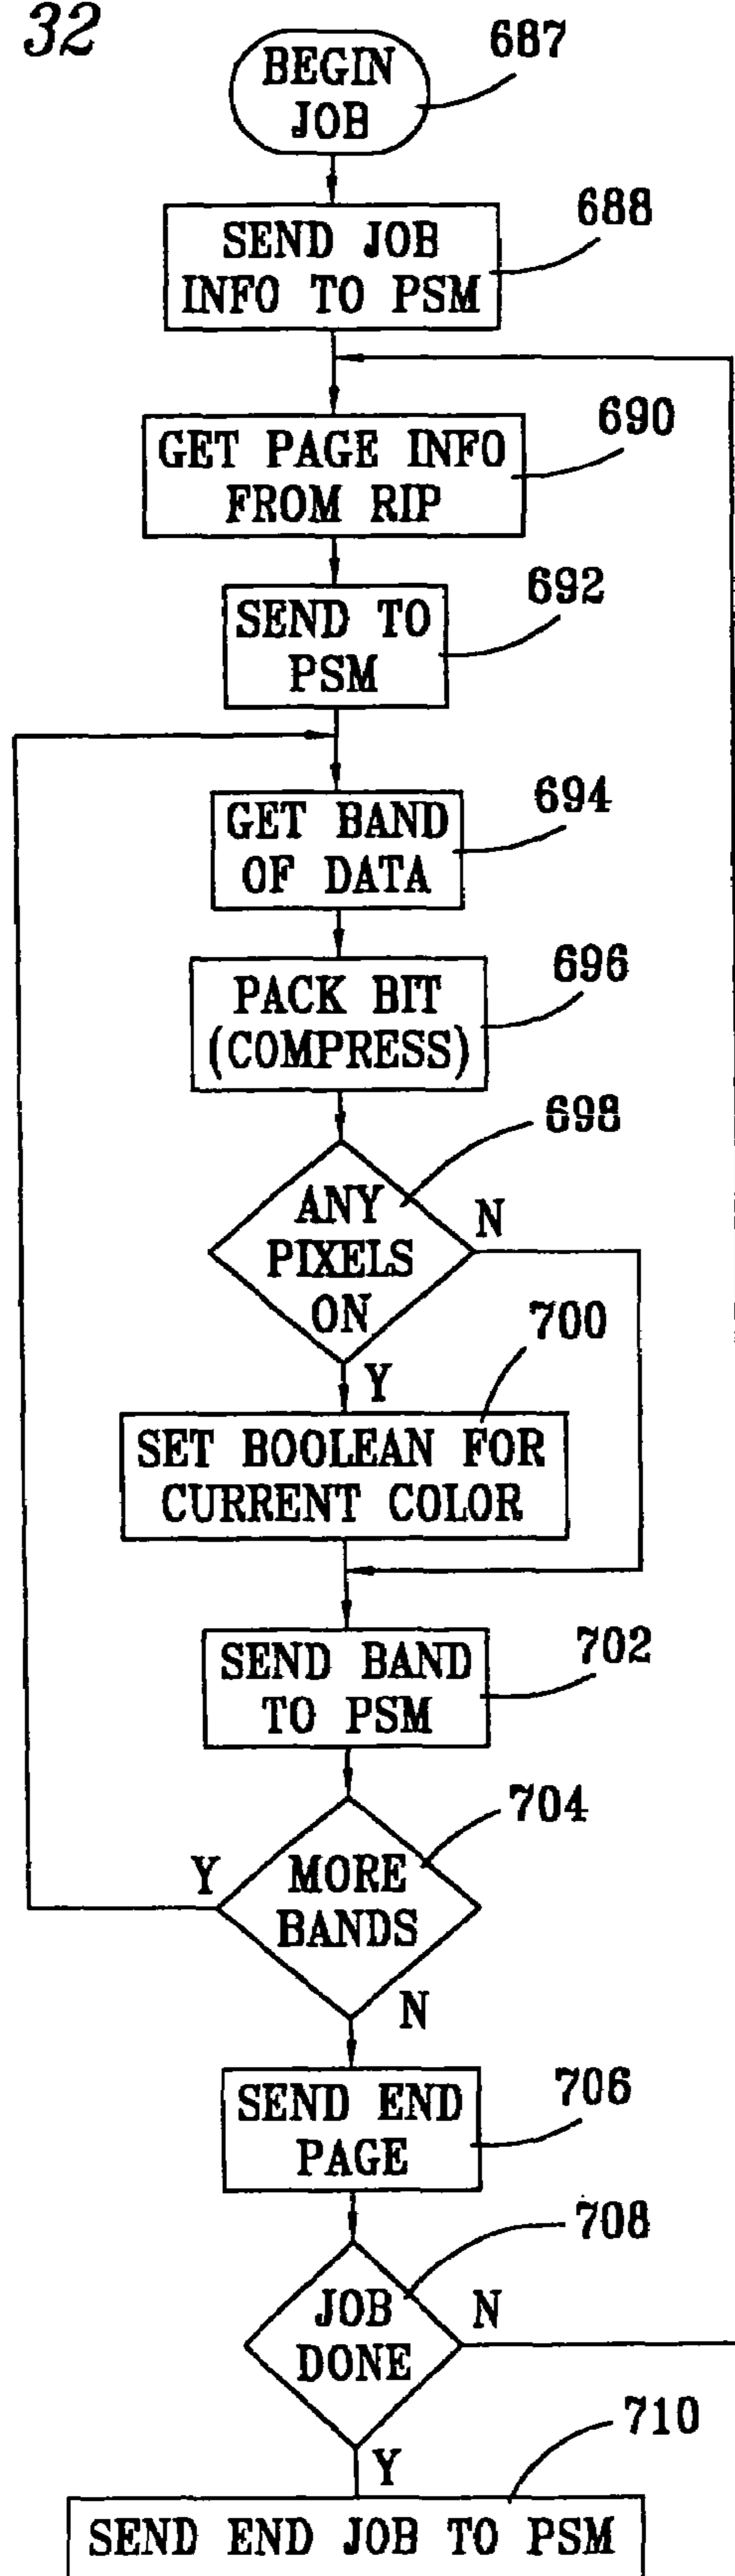 32
BEGIN
JOB
687
SEND JOB
INFO TO PSM
688
GET PAGE INFO
FROM RIP
690
SEND TO
PSM
692
GET BAND
OF DATA
694
PACK BIT
(COMPRESS)
696
ANY
PIXELS
ON
698
N
Y
SET BOOLEAN FOR
CURRENT COLOR
700
SEND BAND
TO PSM
702
MORE
BANDS
704
Y
N
SEND END
PAGE
706
JOB
DONE
708
N
Y
SEND END JOB TO PSM
710